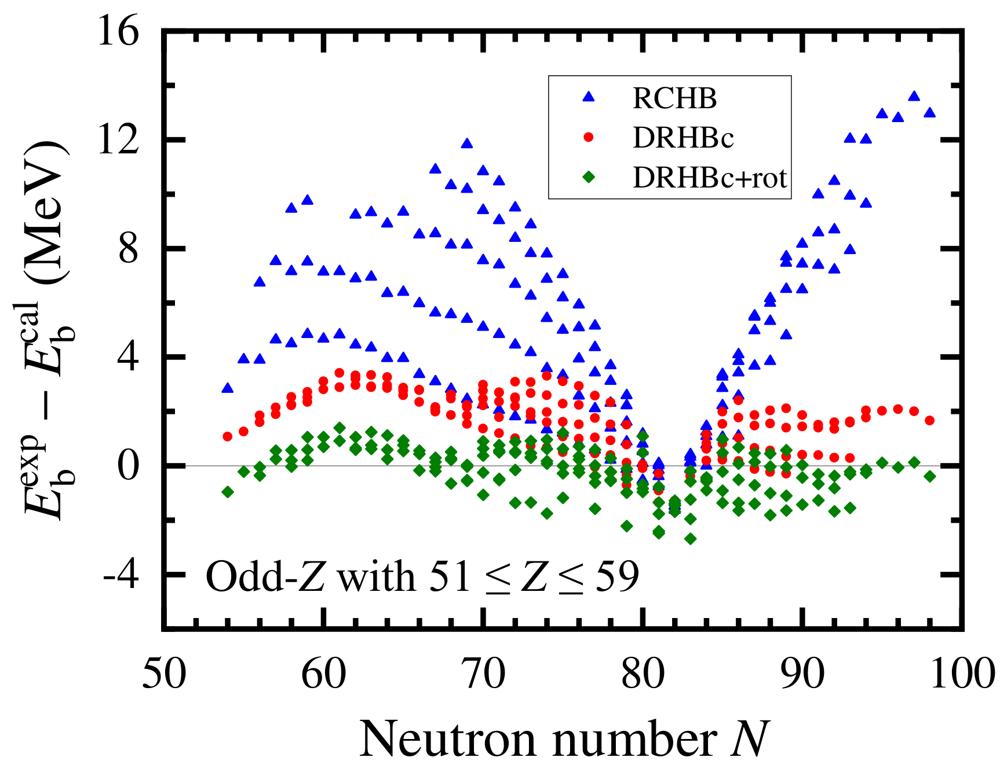 16
12
8
4
0
-4
E_b^exp − E_b^cal (MeV)
RCHB
DRHBc
DRHBc+rot
Odd-Z with 51 ≤ Z ≤ 59
50 60 70 80 90 100
Neutron number N